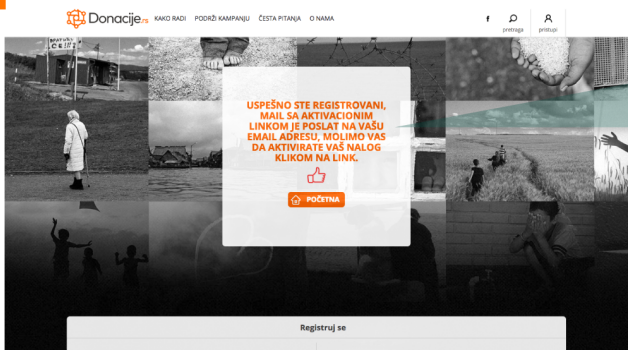 Donacije.rs KAKO RADI PODRŽI KAMPANJU ČESTA PITANJA O NAMA
pretraga pristupi
USPEŠNO STE REGISTROVANI,
MAIL SA AKTIVACIONIM
LINKOM JE POSLAT NA VAŠU
EMAIL ADRESU, MOLIMO VAS
DA AKTIVIRATE VAŠ NALOG
KLIKOM NA LINK.
POČETNA
Registruj se